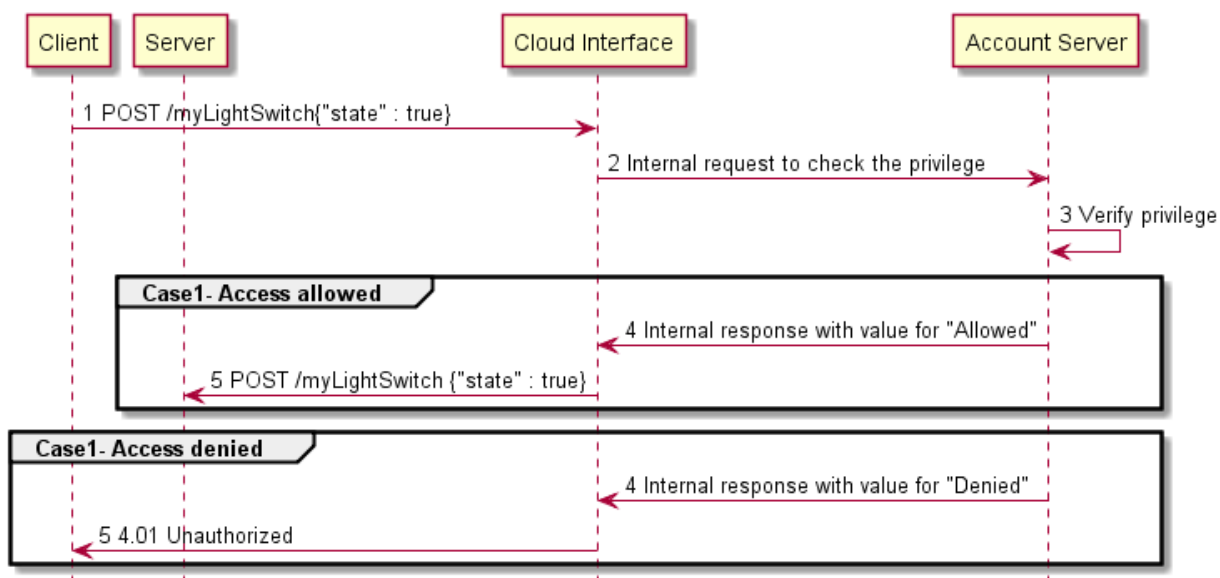 Client
Server
Cloud Interface
Account Server
1 POST /myLightSwitch{"state" : true}
2 Internal request to check the privilege
3 Verify privilege
Case1- Access allowed
4 Internal response with value for "Allowed"
5 POST /myLightSwitch {"state" : true}
Case1- Access denied
4 Internal response with value for "Denied"
5 4.01 Unauthorized